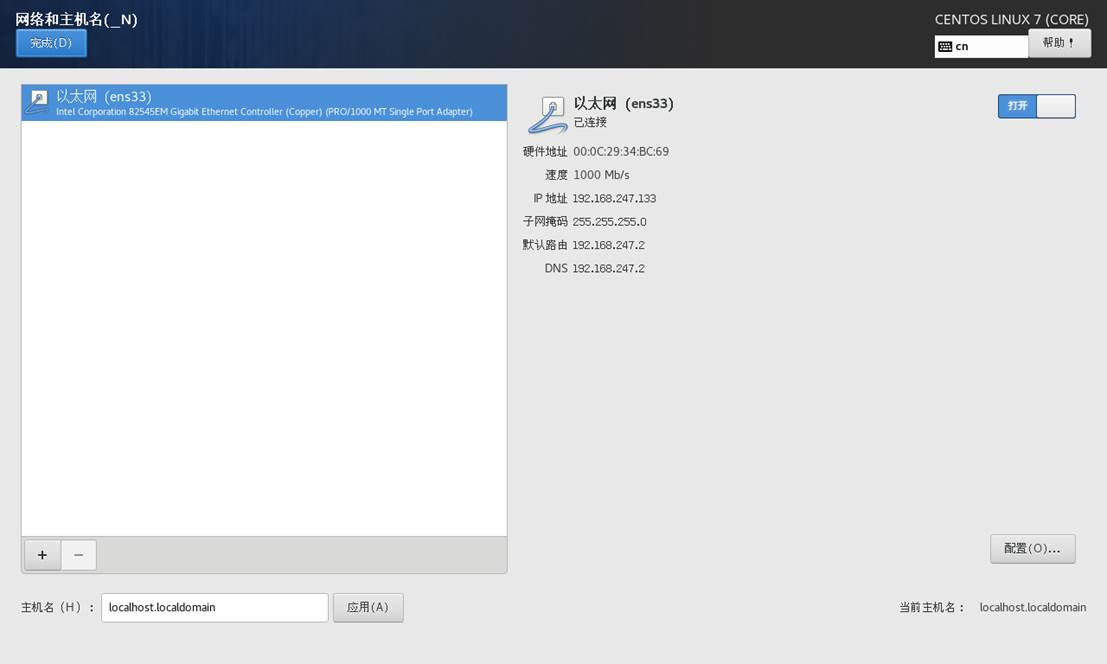 网络和主机名(_N)
完成(D)
CENTOS LINUX 7 (CORE)
cn
帮助！
以太网（ens33）
Intel Corporation 82545EM Gigabit Ethernet Controller (Copper) (PRO/1000 MT Single Port Adapter)
以太网（ens33）
已连接
打开
硬件地址 00:0C:29:34:BC:69
速度 1000 Mb/s
IP 地址 192.168.247.133
子网掩码 255.255.255.0
默认路由 192.168.247.2
DNS 192.168.247.2
配置(O)...
主机名（H）： localhost.localdomain 应用(A)
当前主机名： localhost.localdomain